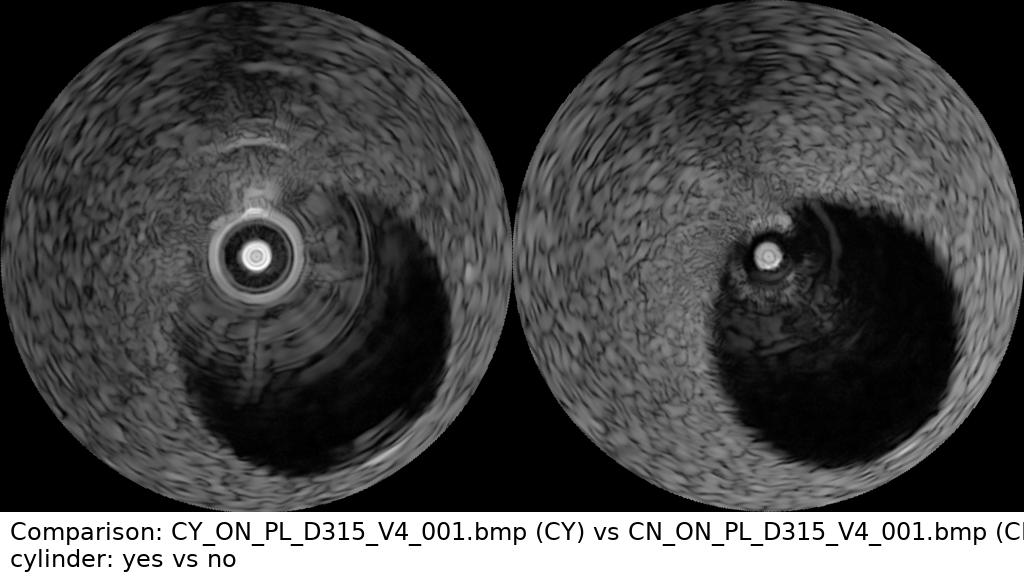 Comparison: CY_ON_PL_D315_V4_001.bmp (CY) vs CN_ON_PL_D315_V4_001.bmp
cylinder: yes vs no